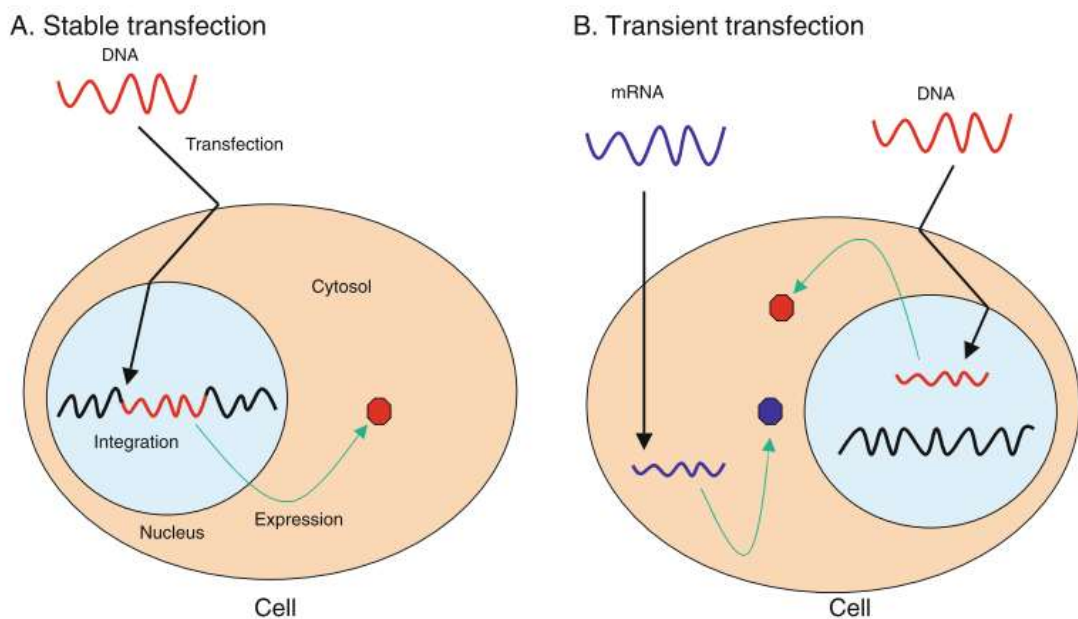 A. Stable transfection
DNA
Transfection
Cytosol
Integration
Nucleus
Expression
Cell
B. Transient transfection
mRNA
DNA
Cell